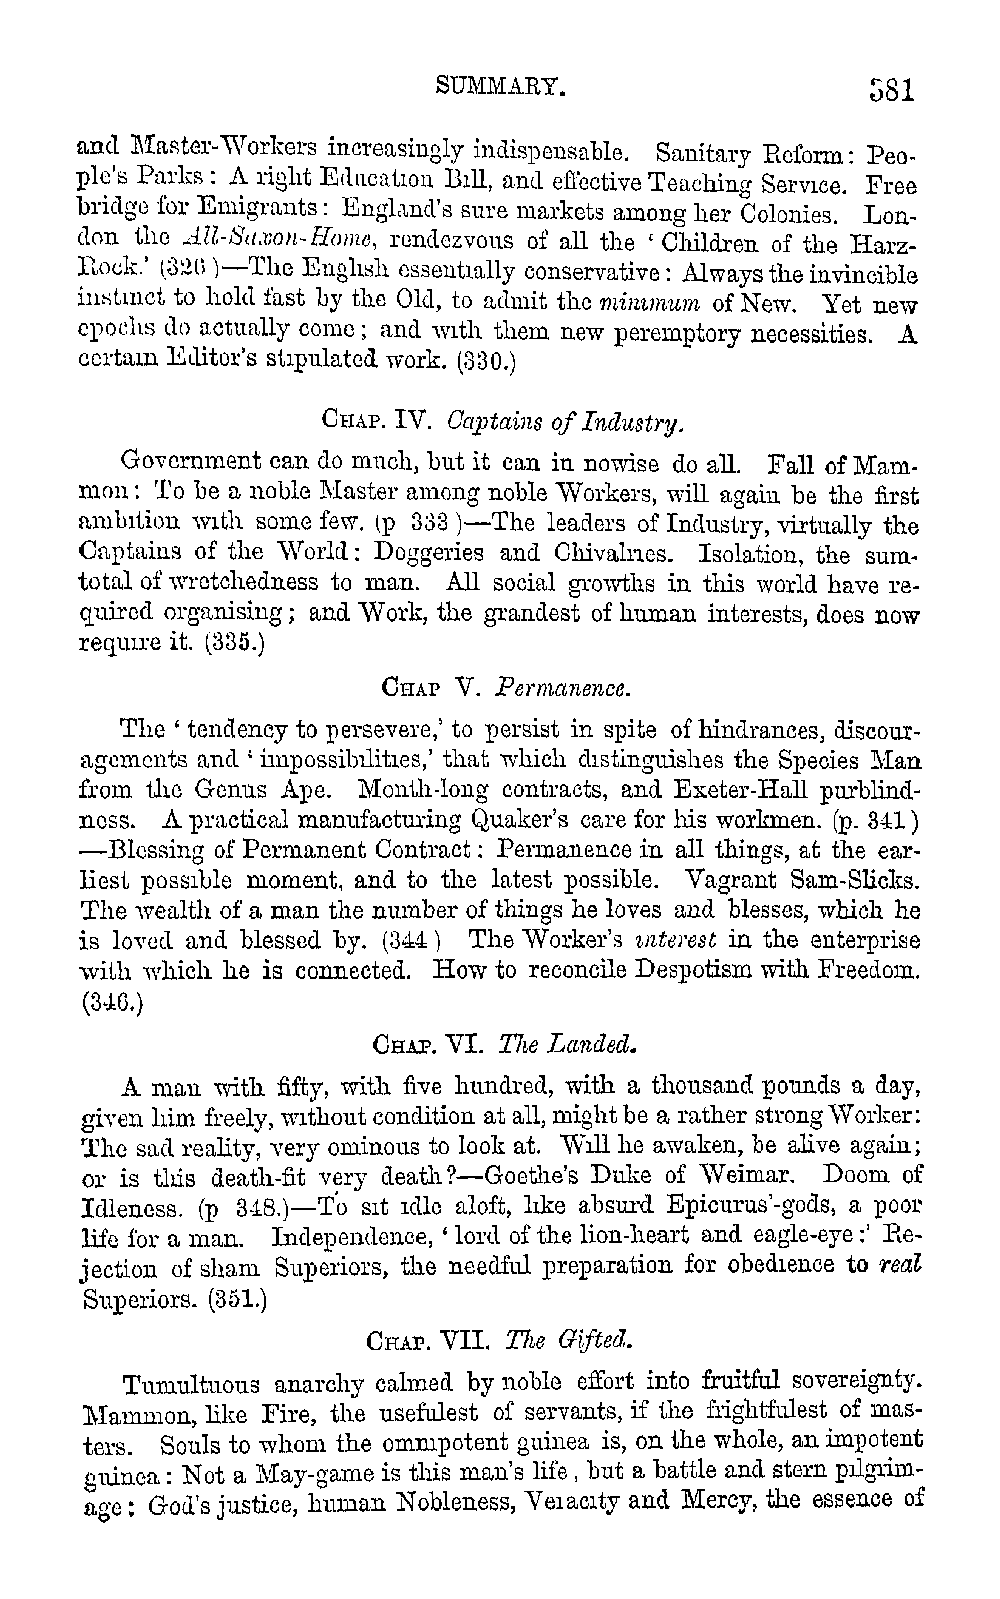 SUMMARY. 381
and Master-Workers increasingly indispensable. Sanitary Reform: Peo-
ple's Parks: A right Education Bill, and effective Teaching Service. Free
bridge for Emigrants: England's sure markets among her Colonies. Lon-
don the All-Saxon-Home, rendezvous of all the ‘Children of the Harz-
Rock.’ (326)—The English essentially conservative: Always the invincible
instinct to hold fast by the Old, to admit the minimum of New. Yet new
epochs do actually come; and with them new peremptory necessities. A
certain Editor's stipulated work. (330.)
CHAP. IV. Captains of Industry.
Government can do much, but it can in nowise do all. Fall of Mam-
mon: To be a noble Master among noble Workers, will again be the first
ambition with some few. (p 333)—The leaders of Industry, virtually the
Captains of the World: Doggeries and Chivalries. Isolation, the sum-
total of wretchedness to man. All social growths in this world have re-
quired organising; and Work, the grandest of human interests, does now
require it. (335.)
CHAP V. Permanence.
The ‘tendency to persevere,’ to persist in spite of hindrances, discour-
agements and ‘impossibilities,’ that which distinguishes the Species Man
from the Genus Ape. Month-long contracts, and Exeter-Hall purblind-
ness. A practical manufacturing Quaker's care for his workmen. (p. 341)
—Blessing of Permanent Contract: Permanence in all things, at the ear-
liest possible moment, and to the latest possible. Vagrant Sam-Slicks.
The wealth of a man the number of things he loves and blesses, which he
is loved and blessed by. (344) The Worker's interest in the enterprise
with which he is connected. How to reconcile Despotism with Freedom.
(346.)
CHAP. VI. The Landed.
A man with fifty, with five hundred, with a thousand pounds a day,
given him freely, without condition at all, might be a rather strong Worker:
The sad reality, very ominous to look at. Will he awaken, be alive again;
or is this death-fit very death?—Goethe's Duke of Weimar. Doom of
Idleness. (p 348.)—To sit idle aloft, like absurd Epicurus'-gods, a poor
life for a man. Independence, ‘lord of the lion-heart and eagle-eye:’ Re-
jection of sham Superiors, the needful preparation for obedience to real
Superiors. (351.)
CHAP. VII. The Gifted.
Tumultuous anarchy calmed by noble effort into fruitful sovereignty.
Mammon, like Fire, the usefulest of servants, if the frightfulest of mas-
ters. Souls to whom the omnipotent guinea is, on the whole, an impotent
guinea: Not a May-game is this man's life, but a battle and stern pilgrim-
age: God's justice, human Nobleness, Veracity and Mercy, the essence of